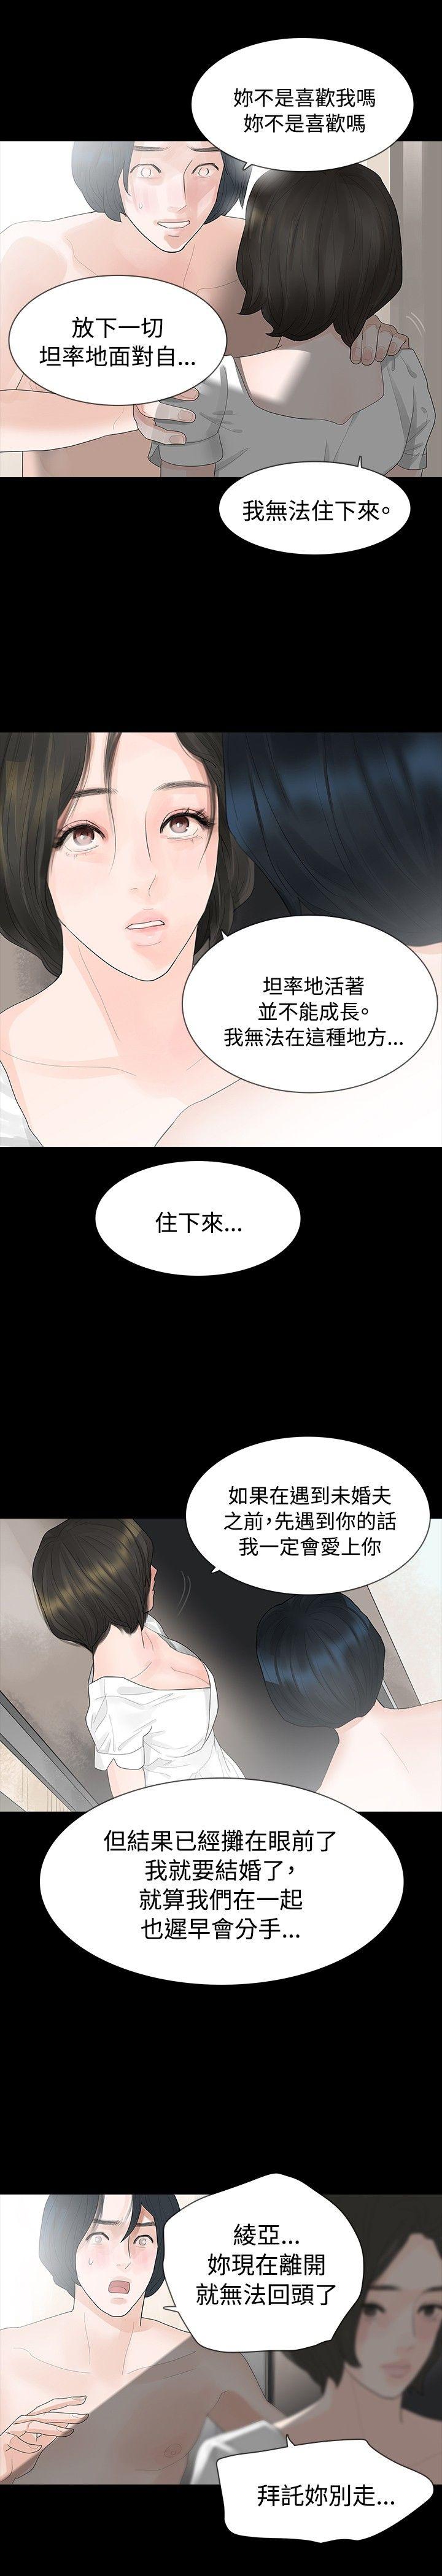 妳不是喜歡我嗎
妳不是喜歡嗎
放下一切
坦率地面對自...
我無法住下來。
坦率地活著
並不能成長。
我無法在這種地方...
住下來...
如果在遇到未婚夫
之前,先遇到你的話
我一定會愛上你
但結果已經攤在眼前了
我就要結婚了,
就算我們在一起
也遲早會分手...
綾亞...
妳現在離開
就無法回頭了
拜託妳別走...